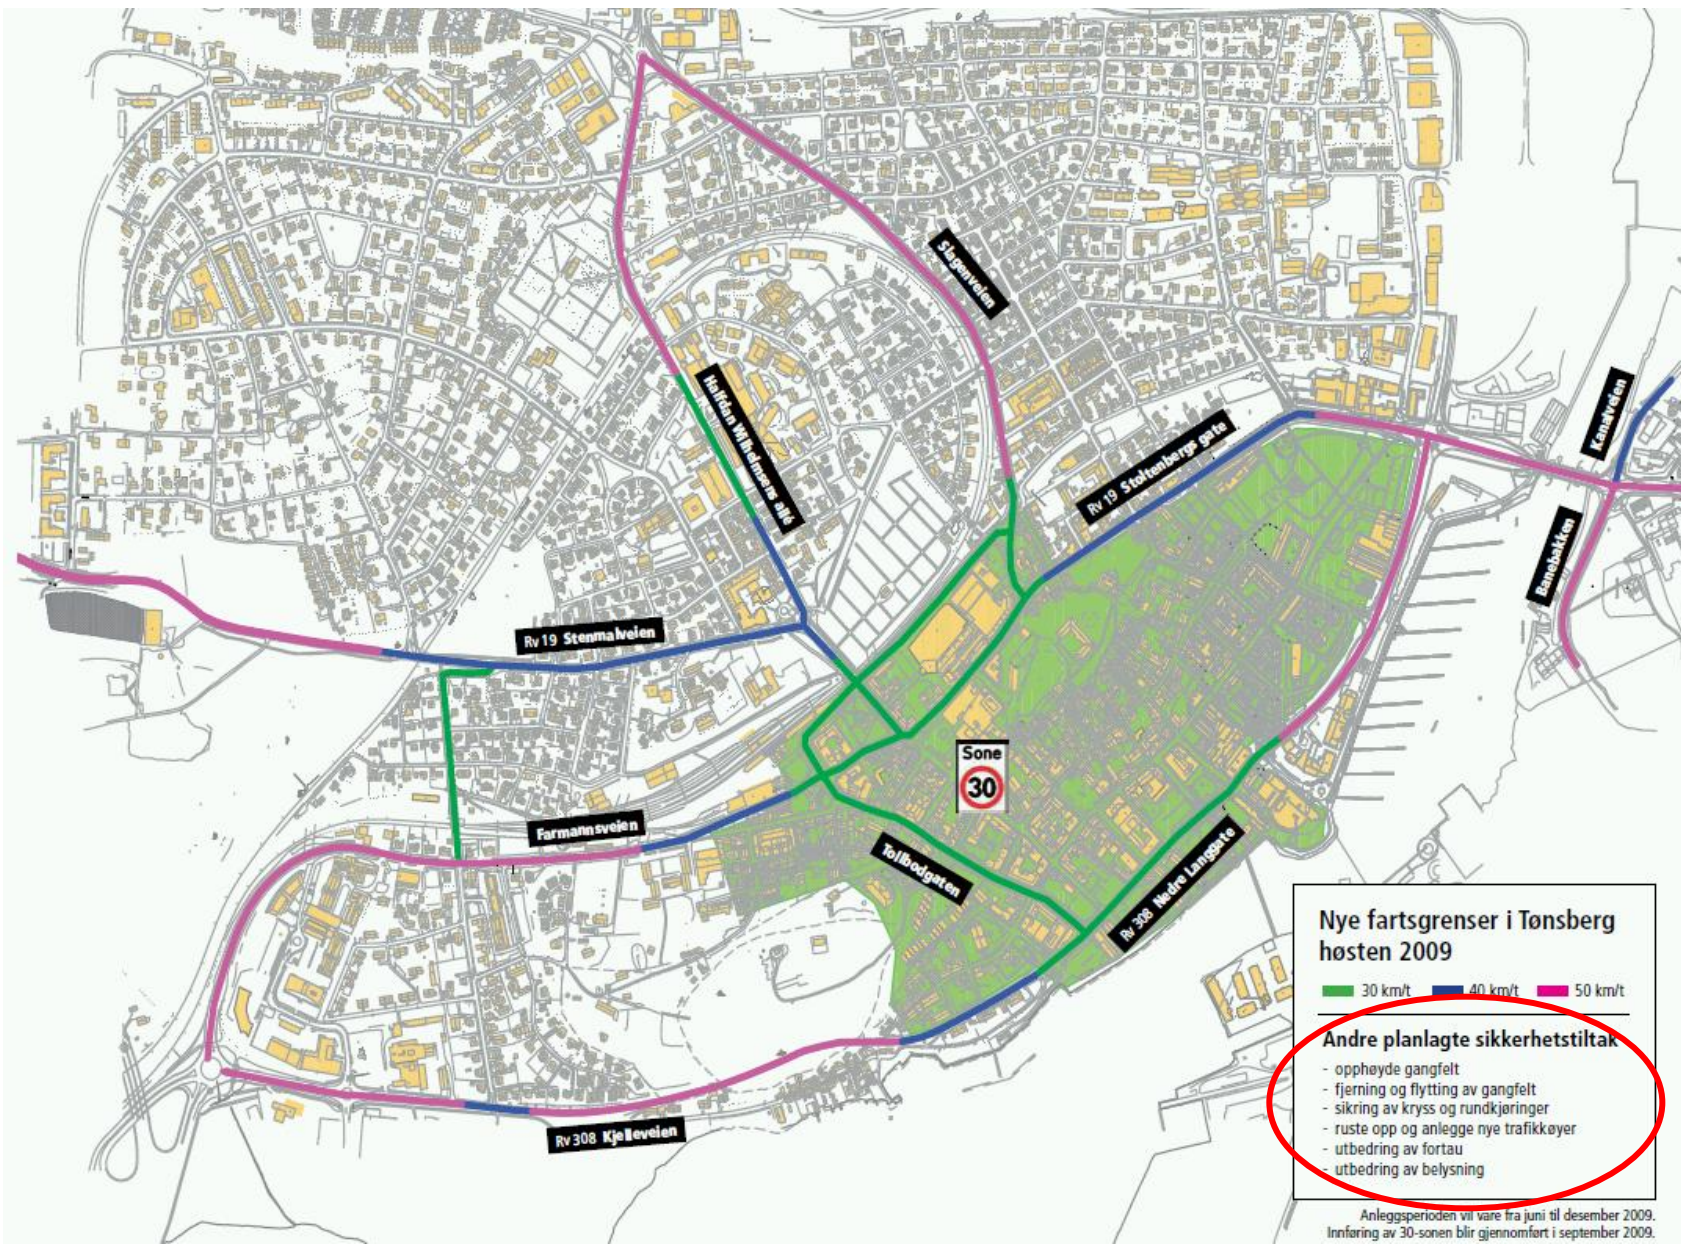 Slagenveien
Halfdan Wilhelmsens allé
Rv 19 Stoltenbergs gate
Kanalveien
Banebakken
Rv 19 Stenmalveien
Sone
30
Farmannsveien
Tollbodgaten
Rv 308 Nedre Langgate
Rv 308 Kjelleveien
Nye fartsgrenser i Tønsberg
høsten 2009
30 km/t 40 km/t 50 km/t
Andre planlagte sikkerhetstiltak
- opphøyde gangfelt
- fjerning og flytting av gangfelt
- sikring av kryss og rundkjøringer
- ruste opp og anlegge nye trafikkøyer
- utbedring av fortau
- utbedring av belysning
Anleggsperioden vil vare fra juni til desember 2009.
Innføring av 30-sonen blir gjennomført i september 2009.